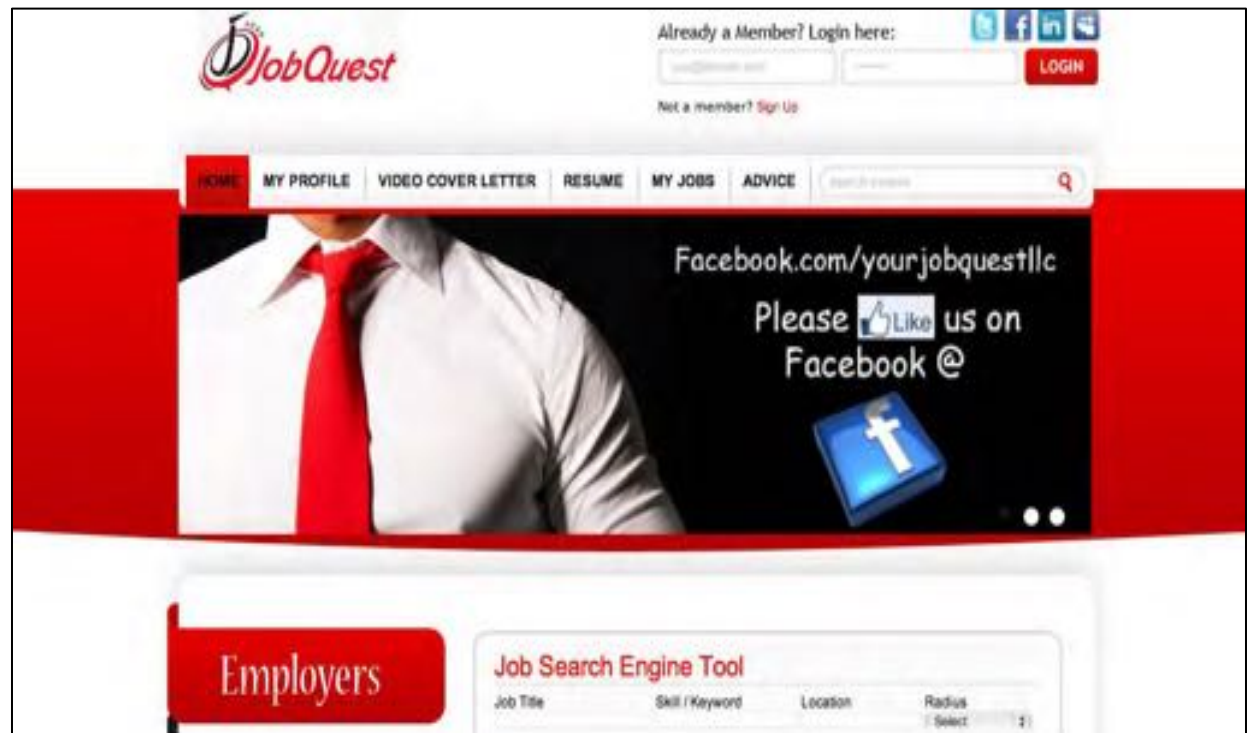 JobQuest
Already a Member? Login here:
LOGIN
Not a member? Sign Up
HOME MY PROFILE VIDEO COVER LETTER RESUME MY JOBS ADVICE
Facebook.com/yourjobquestllc
Please Like us on
Facebook @
Employers
Job Search Engine Tool
Job Title Skill / Keyword Location Radius
Select